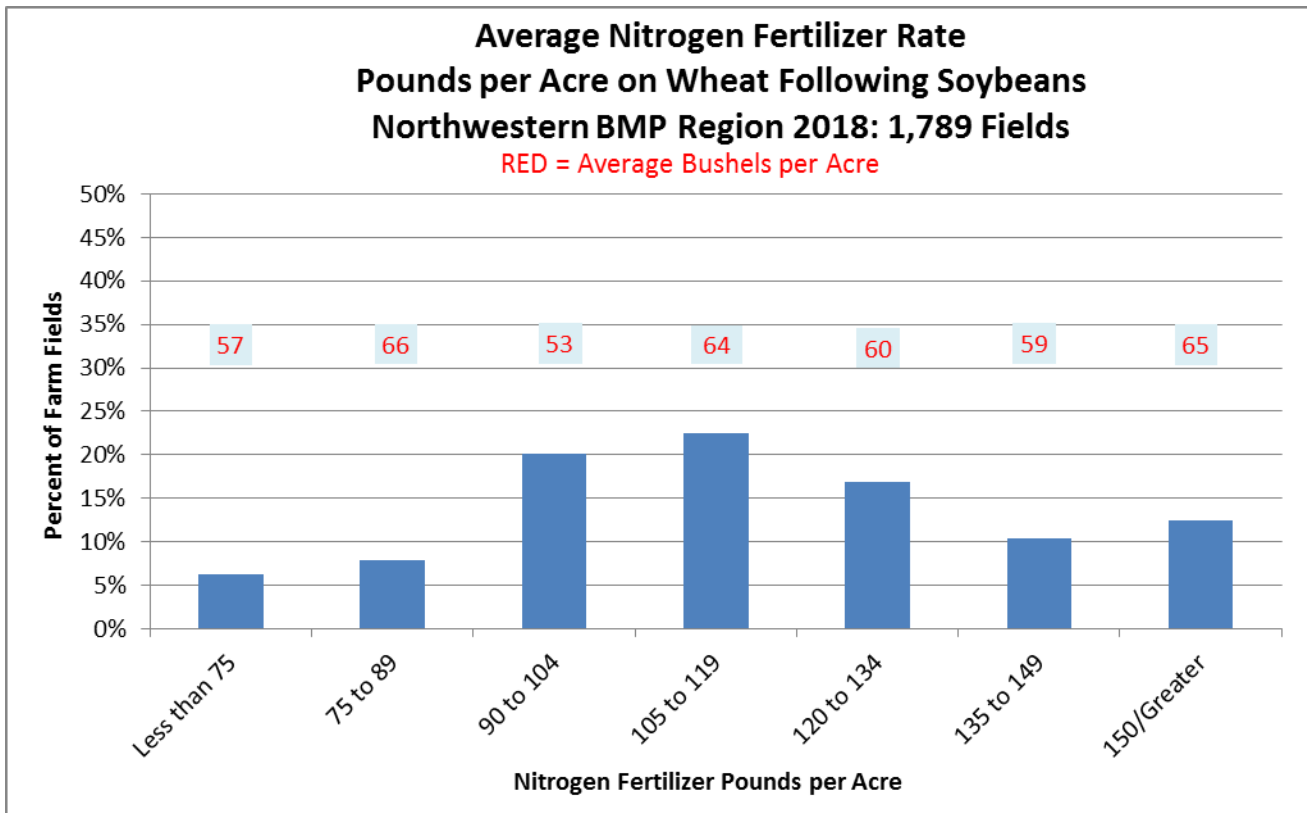 Average Nitrogen Fertilizer Rate
Pounds per Acre on Wheat Following Soybeans
Northwestern BMP Region 2018: 1,789 Fields
RED = Average Bushels per Acre
50%
45%
40%
35%
30%
25%
20%
15%
10%
5%
0%
Percent of Farm Fields
57 66 53 64 60 59 65
Less than 75
75 to 89
90 to 104
105 to 119
120 to 134
135 to 149
150/Greater
Nitrogen Fertilizer Pounds per Acre